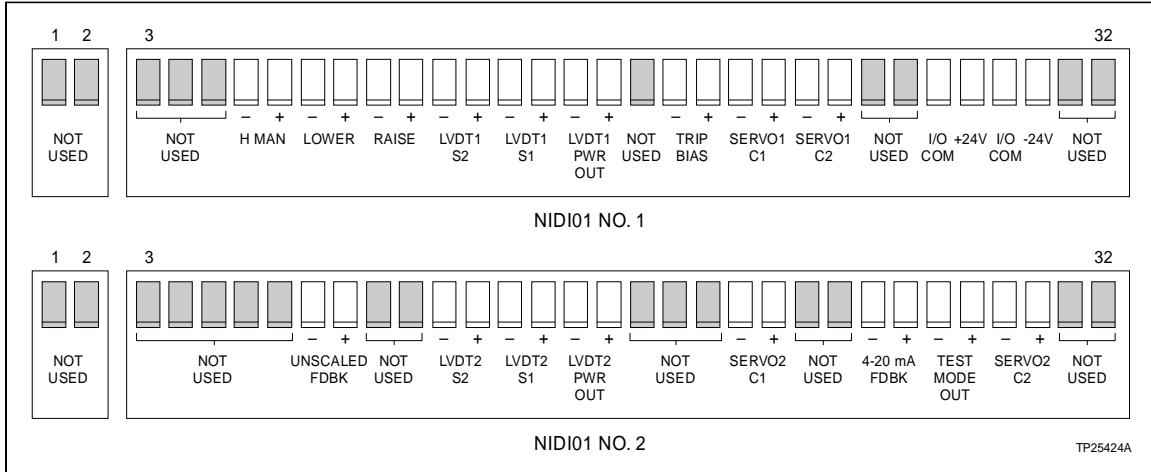 1 2 3 32
– + – + – + – + – + – + – + – + – +
NOT USED NOT USED H MAN LOWER RAISE LVDT1 S2 LVDT1 S1 LVDT1 PWR OUT NOT USED TRIP BIAS SERVO1 C1 SERVO1 C2 NOT USED I/O COM +24V I/O COM -24V NOT USED
NIDI01 NO. 1
1 2 3 32
– + – + – + – + – + – + – + – +
NOT USED NOT USED UNSCALED FDBK NOT USED LVDT2 S2 LVDT2 S1 LVDT2 PWR OUT NOT USED SERVO2 C1 NOT USED 4-20 mA FDBK TEST MODE OUT SERVO2 C2 NOT USED
NIDI01 NO. 2
TP25424A